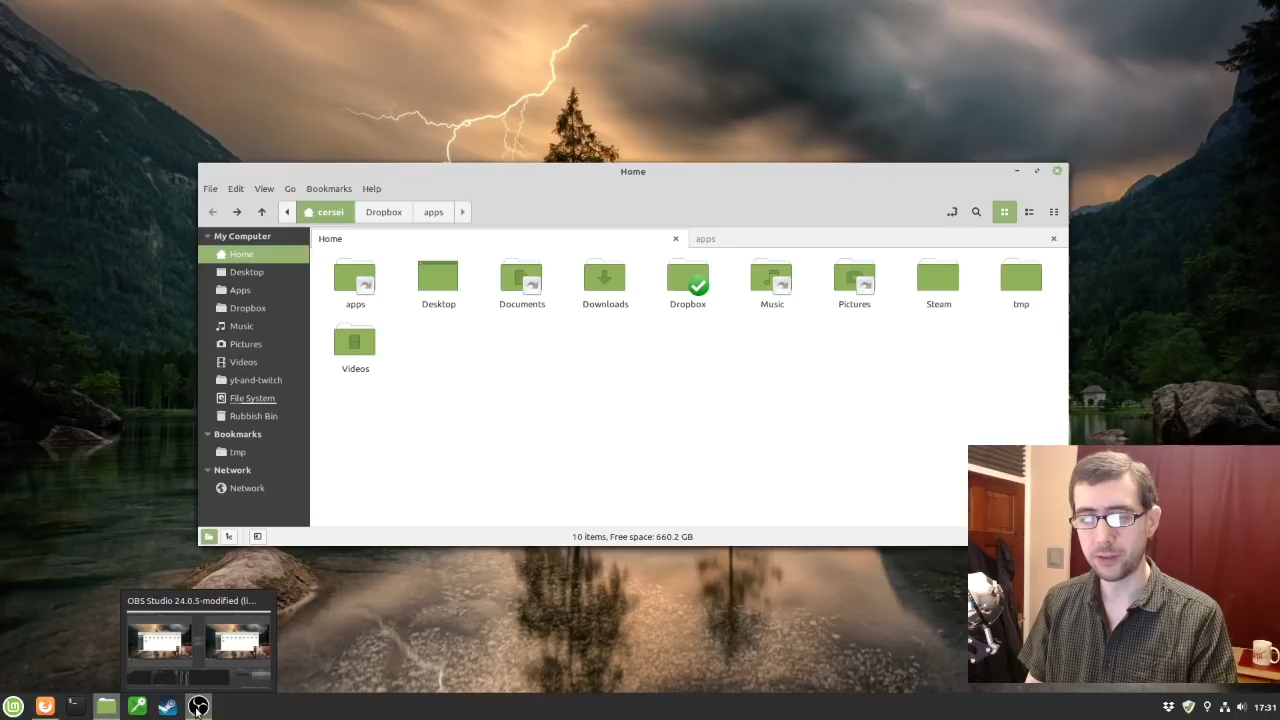 Home
File Edit View Go Bookmarks Help
cersei Dropbox apps
My Computer
Home
Desktop
Apps
Dropbox
Music
Pictures
Videos
yt-and-twitch
File System
Rubbish Bin
Bookmarks
tmp
Network
Network
Home apps
apps Desktop Documents Downloads Dropbox Music Pictures Steam tmp
Videos
10 items, Free space: 660.2 GB
OBS Studio 24.0.5-modified (li...
17:31